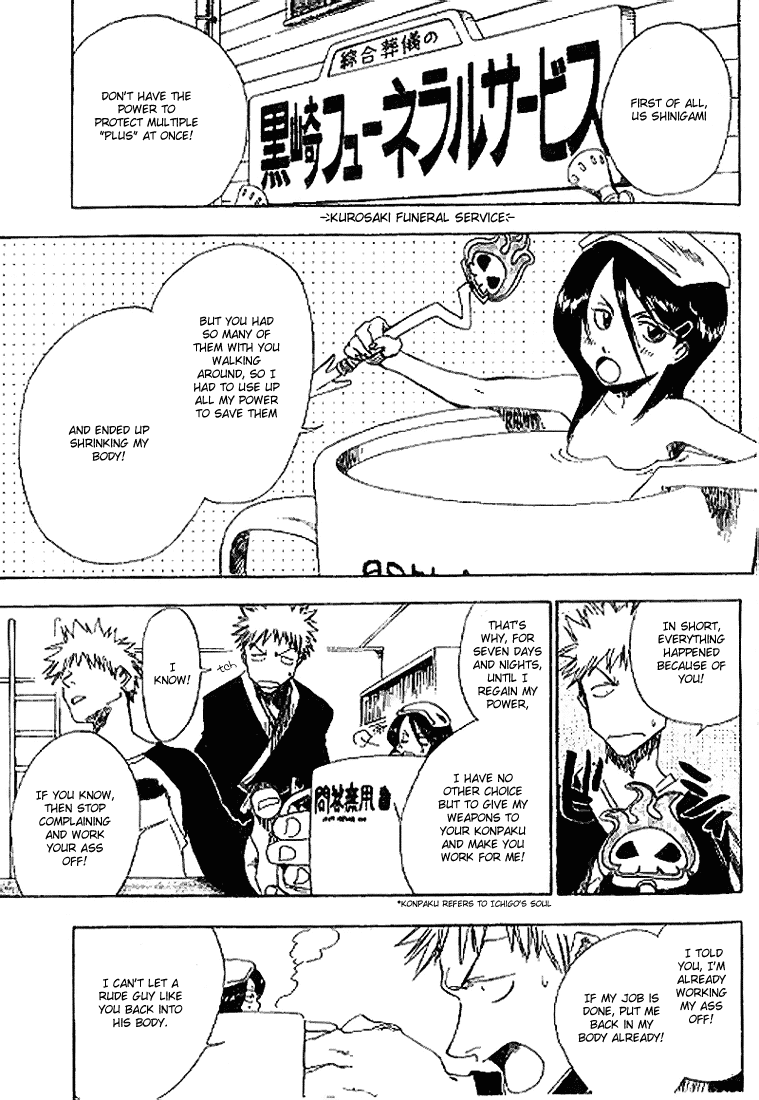 綜合葬儀の
黒崎フューネラルサービス
FIRST OF ALL,
US SHINIGAMI
DON'T HAVE THE
POWER TO
PROTECT MULTIPLE
"PLUS" AT ONCE!
KUROSAKI FUNERAL SERVICE
BUT YOU HAD
SO MANY OF
THEM WITH YOU
WALKING
AROUND, SO I
HAD TO USE UP
ALL MY POWER
TO SAVE THEM
AND ENDED UP
SHRINKING MY
BODY!
IN SHORT,
EVERYTHING
HAPPENED
BECAUSE OF
YOU!
THAT'S
WHY, FOR
SEVEN DAYS
AND NIGHTS,
UNTIL I
REGAIN MY
POWER,
I HAVE NO
OTHER CHOICE
BUT TO GIVE MY
WEAPONS TO
YOUR KONPAKU
AND MAKE YOU
WORK FOR ME!
tch
I
KNOW!
IF YOU KNOW,
THEN STOP
COMPLAINING
AND WORK
YOUR ASS
OFF!
問答無用
*KONPAKU REFERS TO ICHIGO'S SOUL
I TOLD
YOU, I'M
ALREADY
WORKING
MY ASS
OFF!
IF MY JOB IS
DONE, PUT ME
BACK IN MY
BODY ALREADY!
I CAN'T LET A
RUDE GUY LIKE
YOU BACK INTO
HIS BODY.